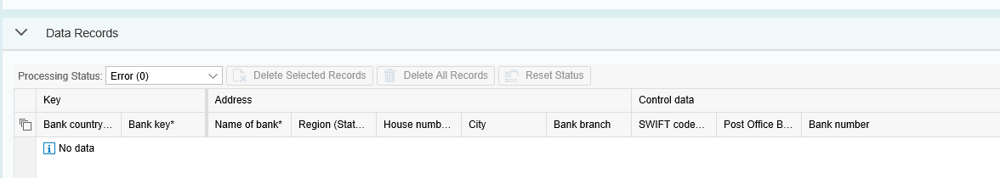 Data Records
Processing Status: Error (0) Delete Selected Records Delete All Records Reset Status
Key Address Control data
Bank country... Bank key* Name of bank* Region (Stat... House numb... City Bank branch SWIFT code... Post Office B... Bank number
No data